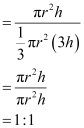 = πr²h / (1/3 πr² (3h))
= πr²h / πr²h
= 1:1